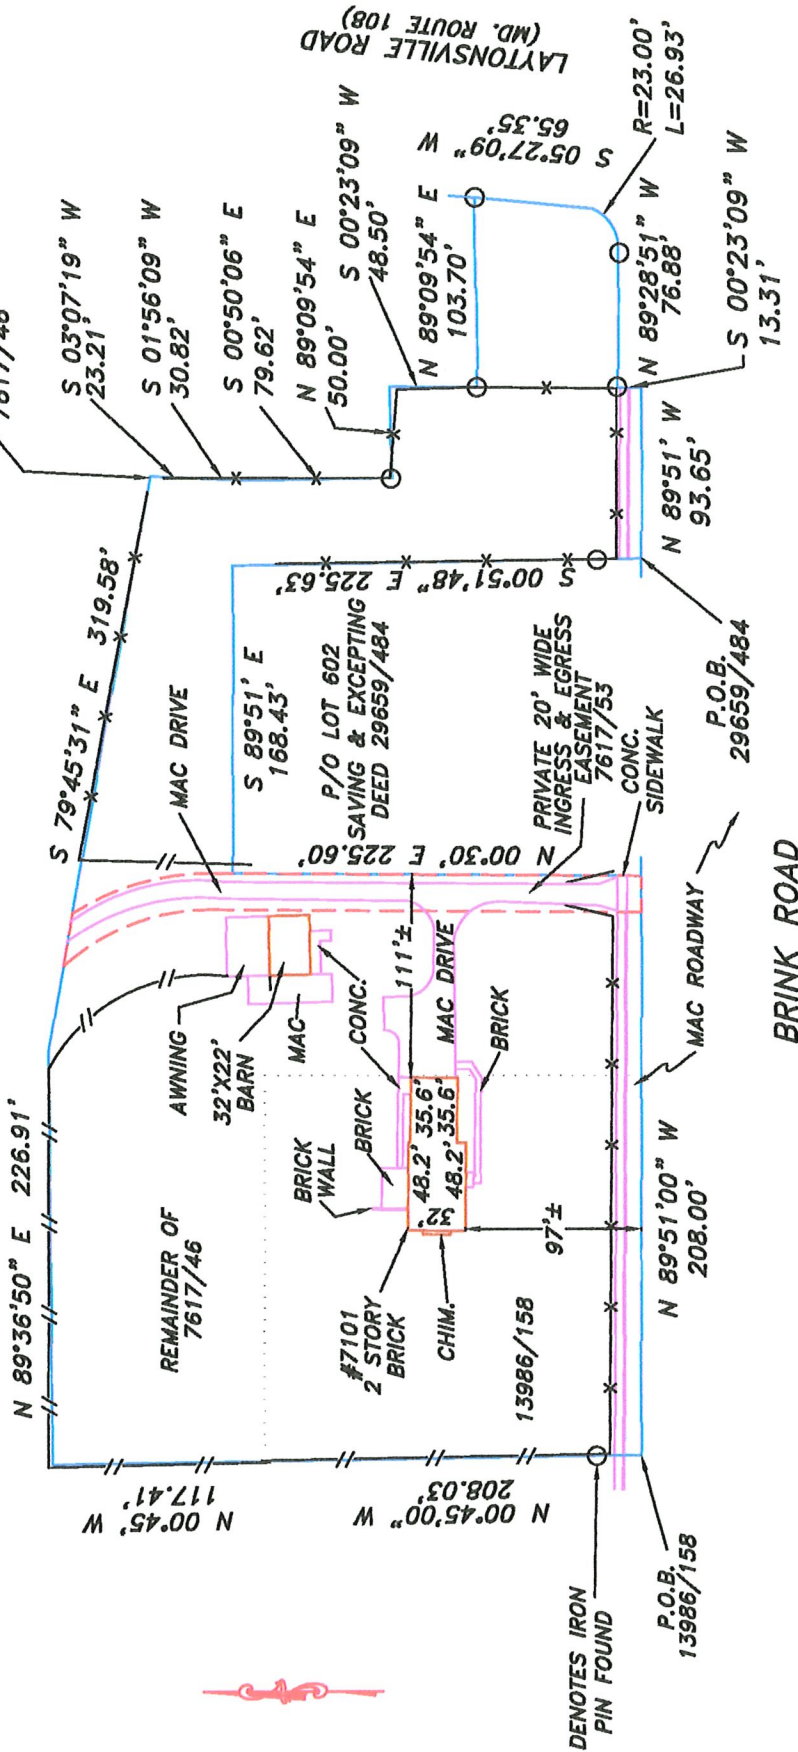 7617/46
N 89°36'50" E 226.91'
S 79°45'31" E 319.58'
S 03°07'19" W
23.21'
S 01°56'09" W
30.82'
S 00°50'06" E
79.62'
N 89°09'54" E
50.00'
S 00°23'09" W
48.50'
LAYTONSVILLE ROAD
(MD. ROUTE 108)
N 89°09'54" E
103.70'
S 05°27'09" W
65.35'
R=23.00'
L=26.93'
N 89°28'51" W
76.88'
S 00°23'09" W
13.31'
N 89°51' W
93.65'
S 00°51'48" E 225.63'
S 89°51' E
168.43'
P/O LOT 602
SAVING & EXCEPTING
DEED 29659/484
N 00°30' E 225.60'
MAC DRIVE
PRIVATE 20' WIDE
INGRESS & EGRESS
EASEMENT
7617/53
CONC.
SIDEWALK
P.O.B.
29659/484
REMAINDER OF
7617/46
AWNING
32'X22'
BARN
MAC
CONC.
111'±
MAC DRIVE
BRICK
WALL
BRICK
BRICK
48.2' 35.6'
48.2' 35.6'
32'
#7101
2 STORY
BRICK
CHIM.
97'±
13986/158
N 00°45' W
117.41'
N 00°45'00" W
208.03'
DENOTES IRON
PIN FOUND
P.O.B.
13986/158
N 89°51'00" W
208.00'
MAC ROADWAY
BRINK ROAD